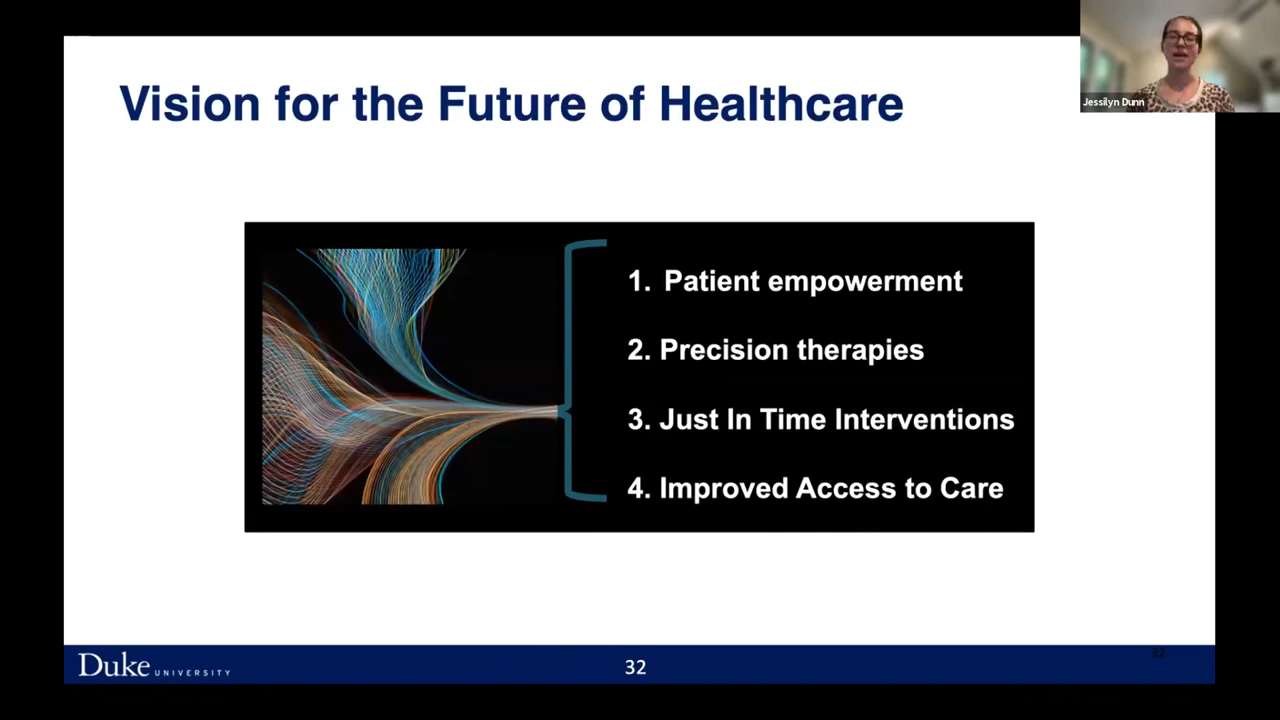 Vision for the Future of Healthcare
Jessilyn Dunn
1. Patient empowerment
2. Precision therapies
3. Just In Time Interventions
4. Improved Access to Care
Duke UNIVERSITY
32
32